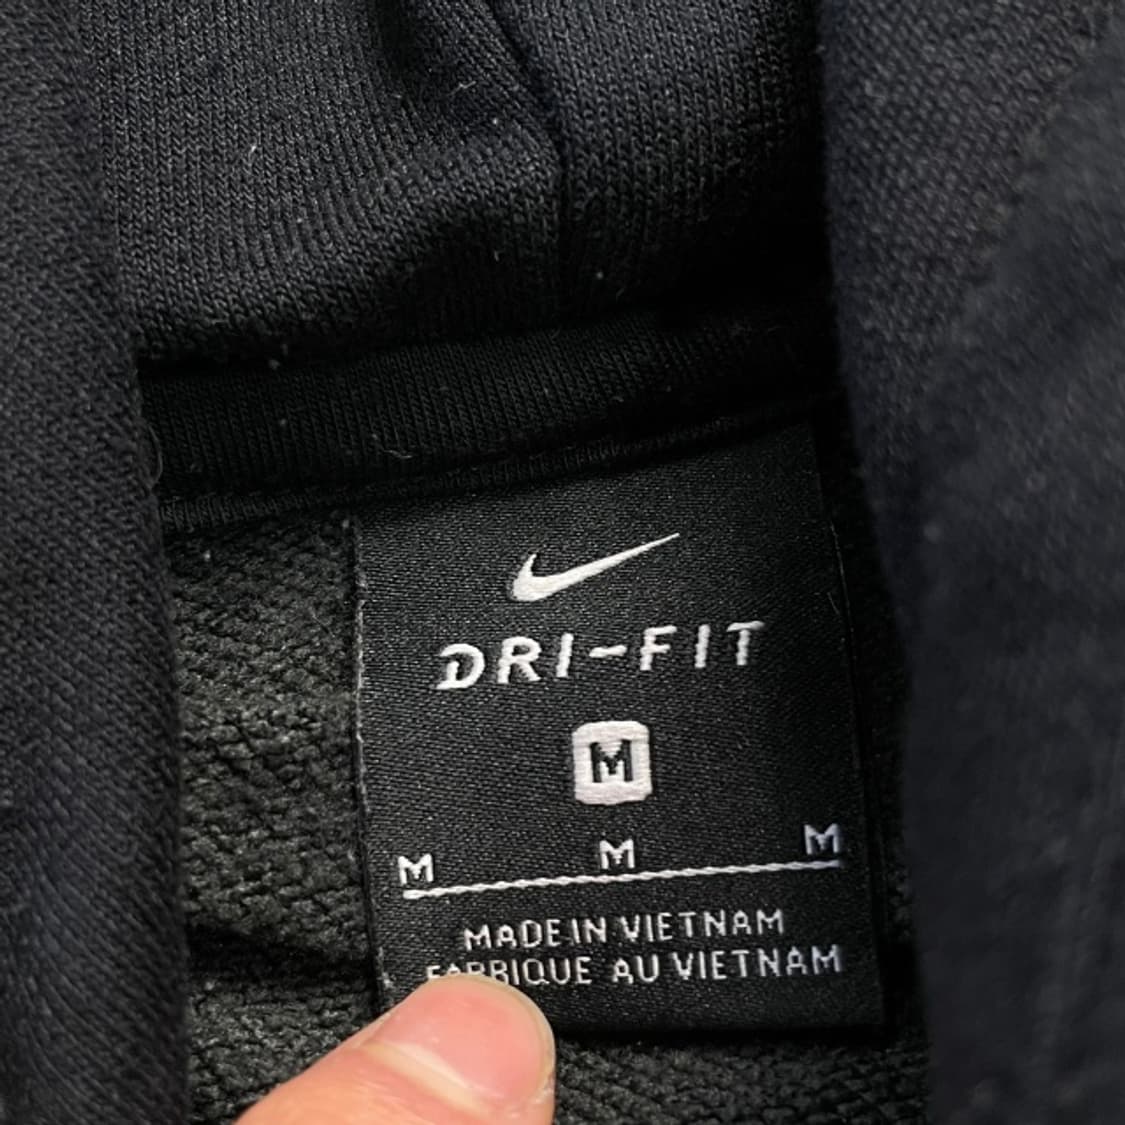 DRI-FIT
M
M M M
MADE IN VIETNAM
FABRIQUE AU VIETNAM